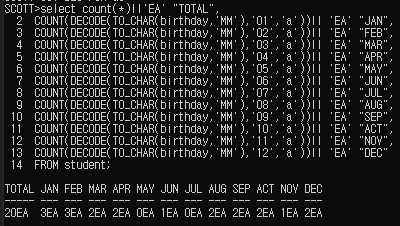 SCOTT>select count(*)||'EA' "TOTAL",
2 COUNT(DECODE(TO_CHAR(birthday,'MM'),'01','a'))|| 'EA' "JAN",
3 COUNT(DECODE(TO_CHAR(birthday,'MM'),'02','a'))|| 'EA' "FEB",
4 COUNT(DECODE(TO_CHAR(birthday,'MM'),'03','a'))|| 'EA' "MAR",
5 COUNT(DECODE(TO_CHAR(birthday,'MM'),'04','a'))|| 'EA' "APR",
6 COUNT(DECODE(TO_CHAR(birthday,'MM'),'05','a'))|| 'EA' "MAY",
7 COUNT(DECODE(TO_CHAR(birthday,'MM'),'06','a'))|| 'EA' "JUN",
8 COUNT(DECODE(TO_CHAR(birthday,'MM'),'07','a'))|| 'EA' "JUL",
9 COUNT(DECODE(TO_CHAR(birthday,'MM'),'08','a'))|| 'EA' "AUG",
10 COUNT(DECODE(TO_CHAR(birthday,'MM'),'09','a'))|| 'EA' "SEP",
11 COUNT(DECODE(TO_CHAR(birthday,'MM'),'10','a'))|| 'EA' "ACT",
12 COUNT(DECODE(TO_CHAR(birthday,'MM'),'11','a'))|| 'EA' "NOV",
13 COUNT(DECODE(TO_CHAR(birthday,'MM'),'12','a'))|| 'EA' "DEC"
14 FROM student;
TOTAL JAN FEB MAR APR MAY JUN JUL AUG SEP ACT NOV DEC
----- --- --- --- --- --- --- --- --- --- --- --- ---
20EA 3EA 3EA 2EA 2EA 0EA 1EA 0EA 2EA 2EA 2EA 1EA 2EA